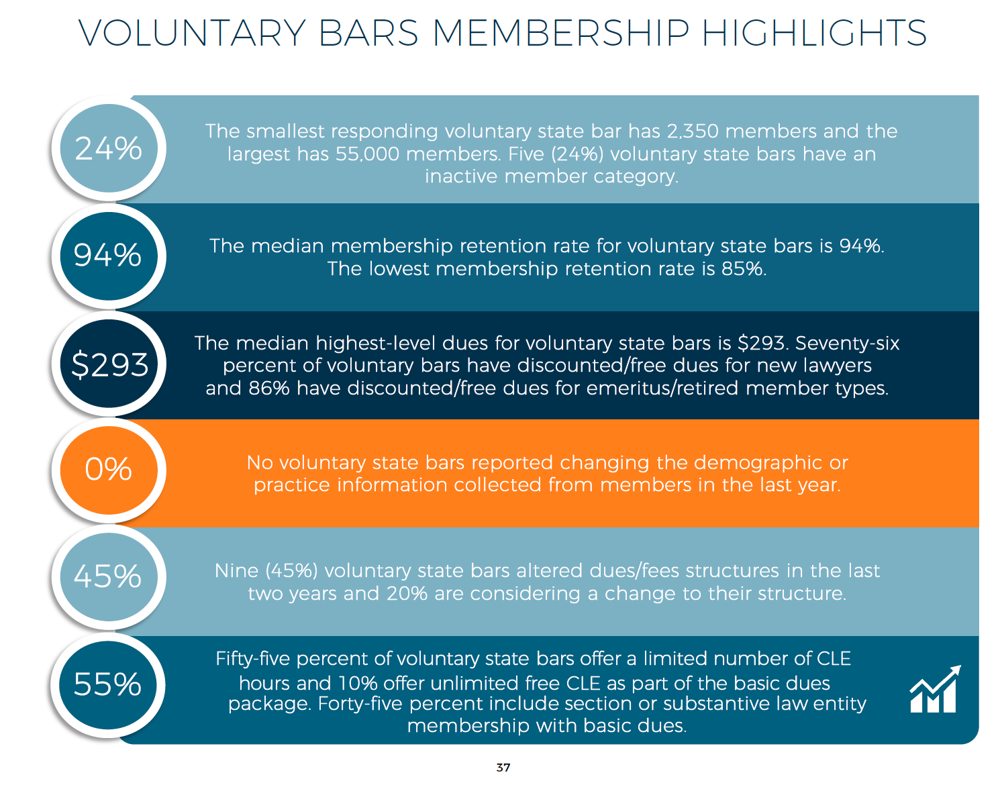 VOLUNTARY BARS MEMBERSHIP HIGHLIGHTS
24%
The smallest responding voluntary state bar has 2,350 members and the
largest has 55,000 members. Five (24%) voluntary state bars have an
inactive member category.
94%
The median membership retention rate for voluntary state bars is 94%.
The lowest membership retention rate is 85%.
$293
The median highest-level dues for voluntary state bars is $293. Seventy-six
percent of voluntary bars have discounted/free dues for new lawyers
and 86% have discounted/free dues for emeritus/retired member types.
0%
No voluntary state bars reported changing the demographic or
practice information collected from members in the last year.
45%
Nine (45%) voluntary state bars altered dues/fees structures in the last
two years and 20% are considering a change to their structure.
55%
Fifty-five percent of voluntary state bars offer a limited number of CLE
hours and 10% offer unlimited free CLE as part of the basic dues
package. Forty-five percent include section or substantive law entity
membership with basic dues.
37